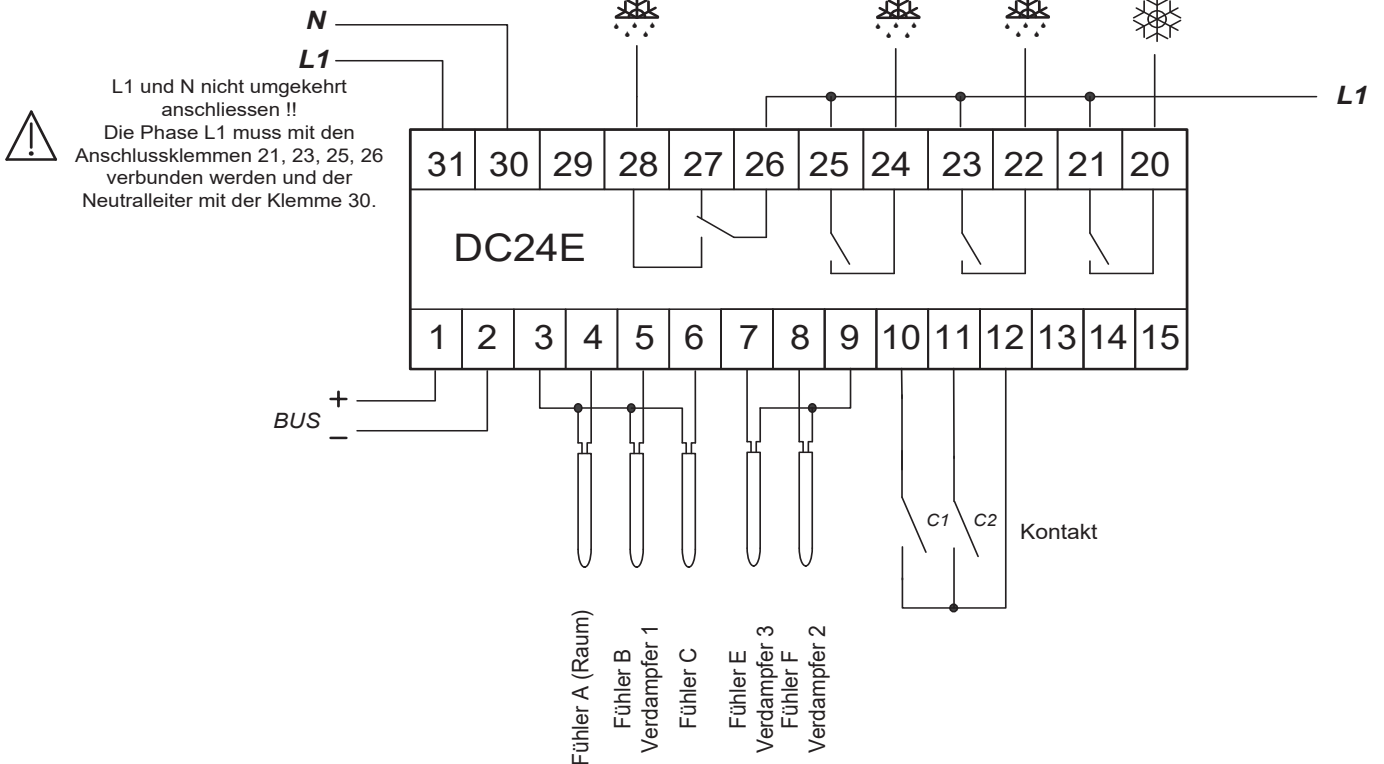 N
L1
L1 und N nicht umgekehrt
anschliessen !!
Die Phase L1 muss mit den
Anschlussklemmen 21, 23, 25, 26
verbunden werden und der
Neutralleiter mit der Klemme 30.
L1
31 30 29 28 27 26 25 24 23 22 21 20
DC24E
1 2 3 4 5 6 7 8 9 10 11 12 13 14 15
+
BUS
–
C1 C2 Kontakt
Fühler A (Raum)
Fühler B
Verdampfer 1
Fühler C
Fühler E
Verdampfer 3
Fühler F
Verdampfer 2